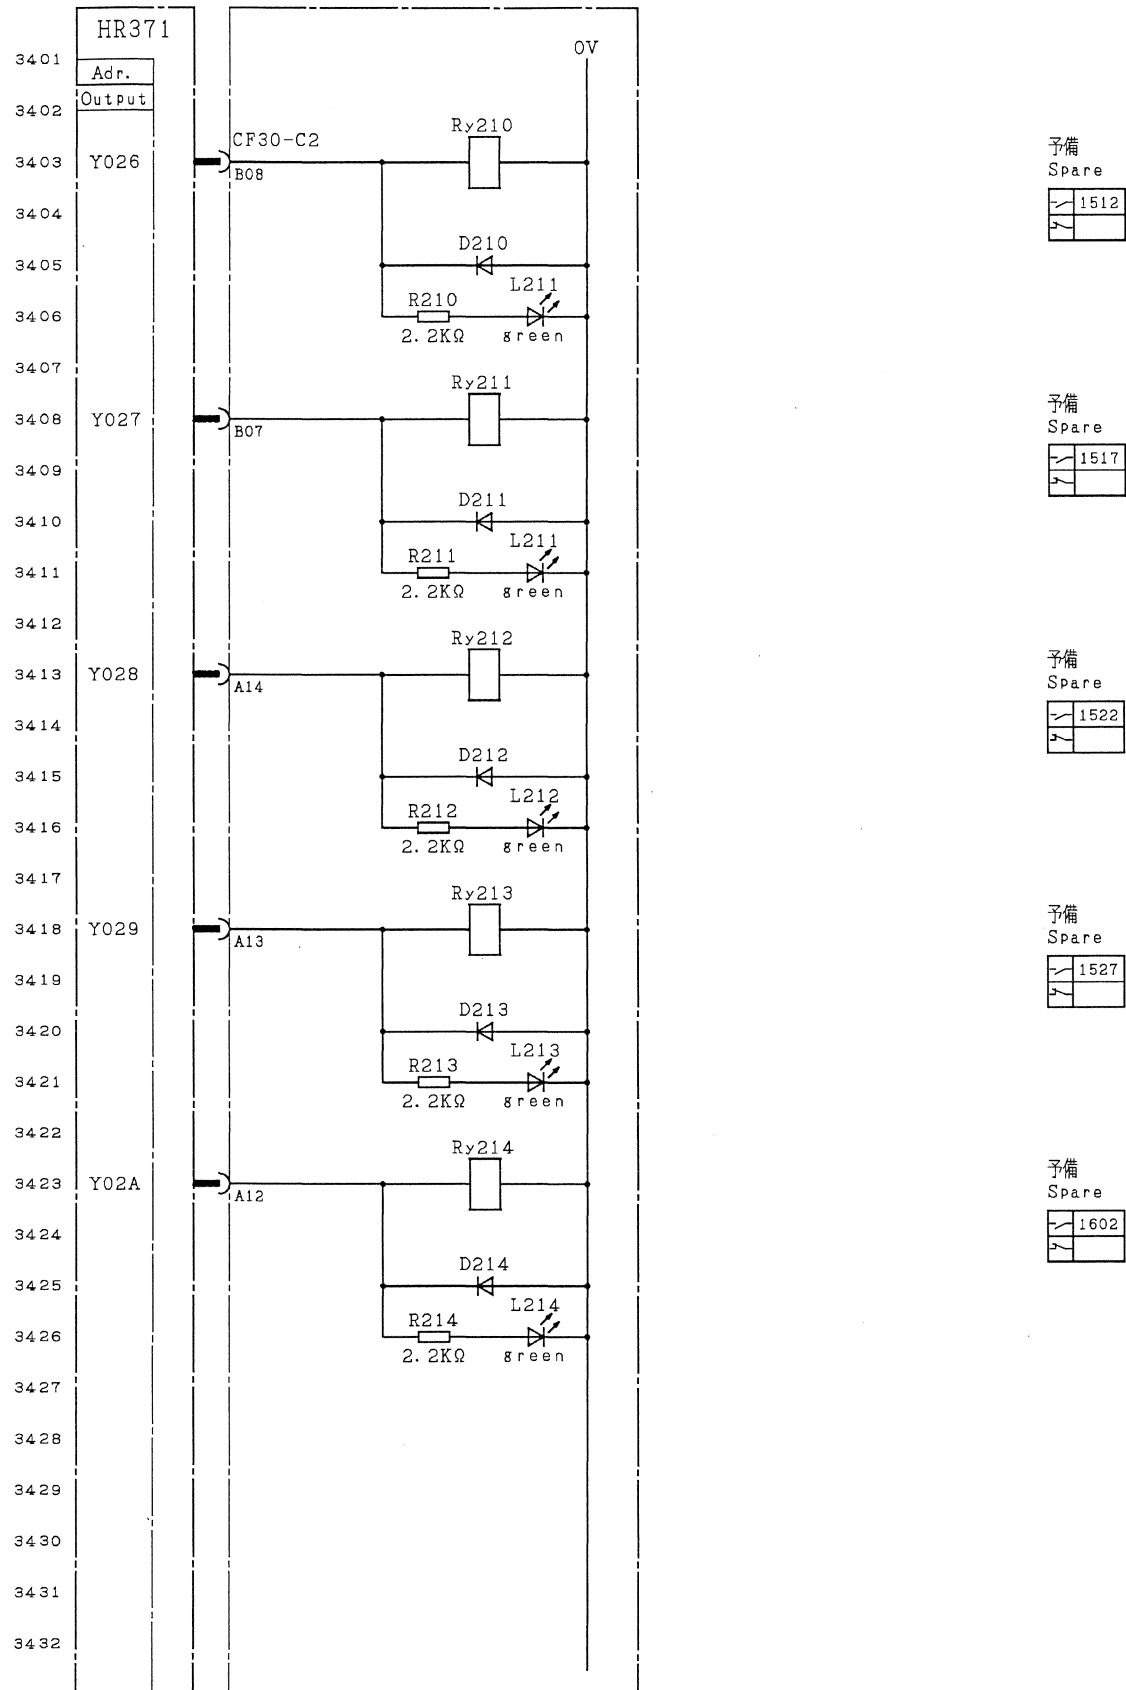 HR371
0V
3401
Adr.
Output
3402
CF30-C2
Ry210
3403
Y026
B08
予備
Spare
1512
3404
D210
3405
L211
R210
3406
2.2KΩ
green
3407
Ry211
3408
Y027
B07
予備
Spare
1517
3409
D211
3410
L211
R211
3411
2.2KΩ
green
3412
Ry212
3413
Y028
A14
予備
Spare
1522
3414
D212
3415
L212
R212
3416
2.2KΩ
green
3417
Ry213
3418
Y029
A13
予備
Spare
1527
3419
D213
3420
L213
R213
3421
2.2KΩ
green
3422
Ry214
3423
Y02A
A12
予備
Spare
1602
3424
D214
3425
L214
R214
3426
2.2KΩ
green
3427
3428
3429
3430
3431
3432